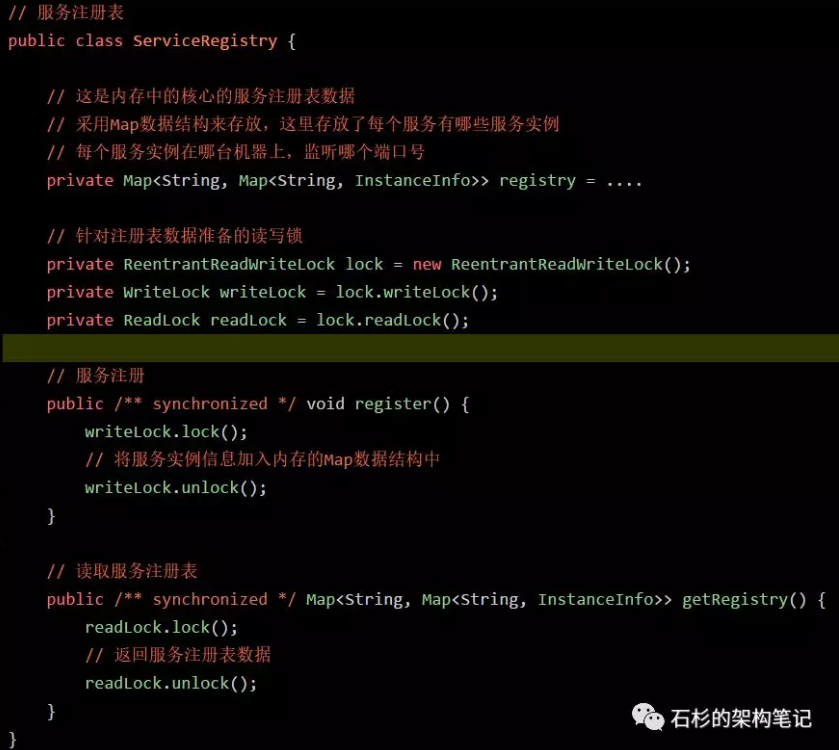 // 服务注册表
public class ServiceRegistry {
// 这是内存中的核心的服务注册表数据
// 采用Map数据结构来存放，这里存放了每个服务有哪些服务实例
// 每个服务实例在哪台机器上，监听哪个端口号
private Map<String, Map<String, InstanceInfo>> registry = ....
// 针对注册表数据准备的读写锁
private ReentrantReadWriteLock lock = new ReentrantReadWriteLock();
private WriteLock writeLock = lock.writeLock();
private ReadLock readLock = lock.readLock();
// 服务注册
public /** synchronized */ void register() {
writeLock.lock();
// 将服务实例信息加入内存的Map数据结构中
writeLock.unlock();
}
// 读取服务注册表
public /** synchronized */ Map<String, Map<String, InstanceInfo>> getRegistry() {
readLock.lock();
// 返回服务注册表数据
readLock.unlock();
}
}
石杉的架构笔记